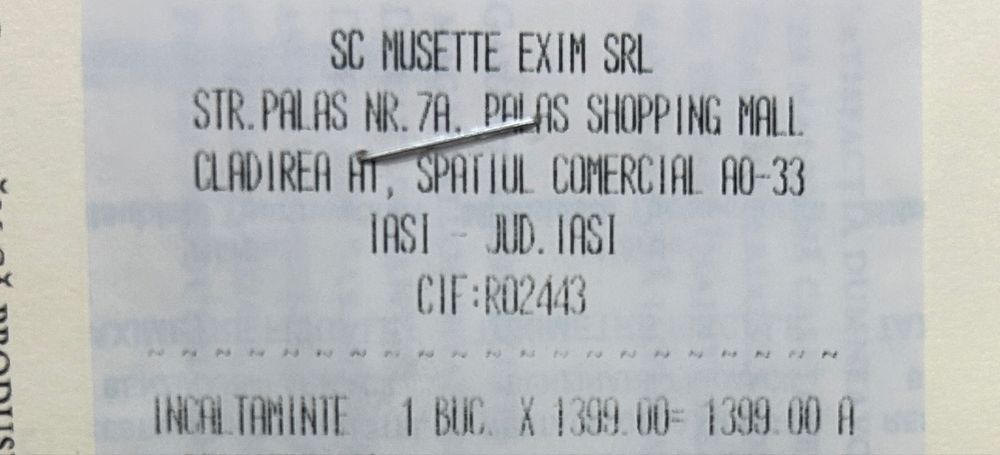 SC MUSETTE EXIM SRL
STR.PALAS NR.7A. PALAS SHOPPING MALL
CLADIREA AT, SPATIUL COMERCIAL A0-33
IASI - JUD.IASI
CIF:RO2443
~ ~ ~ ~ ~ ~ ~ ~ ~ ~ ~ ~ ~ ~ ~ ~ ~ ~ ~ ~ ~ ~
INCALTAMINTE 1 BUC. X 1399.00= 1399.00 A